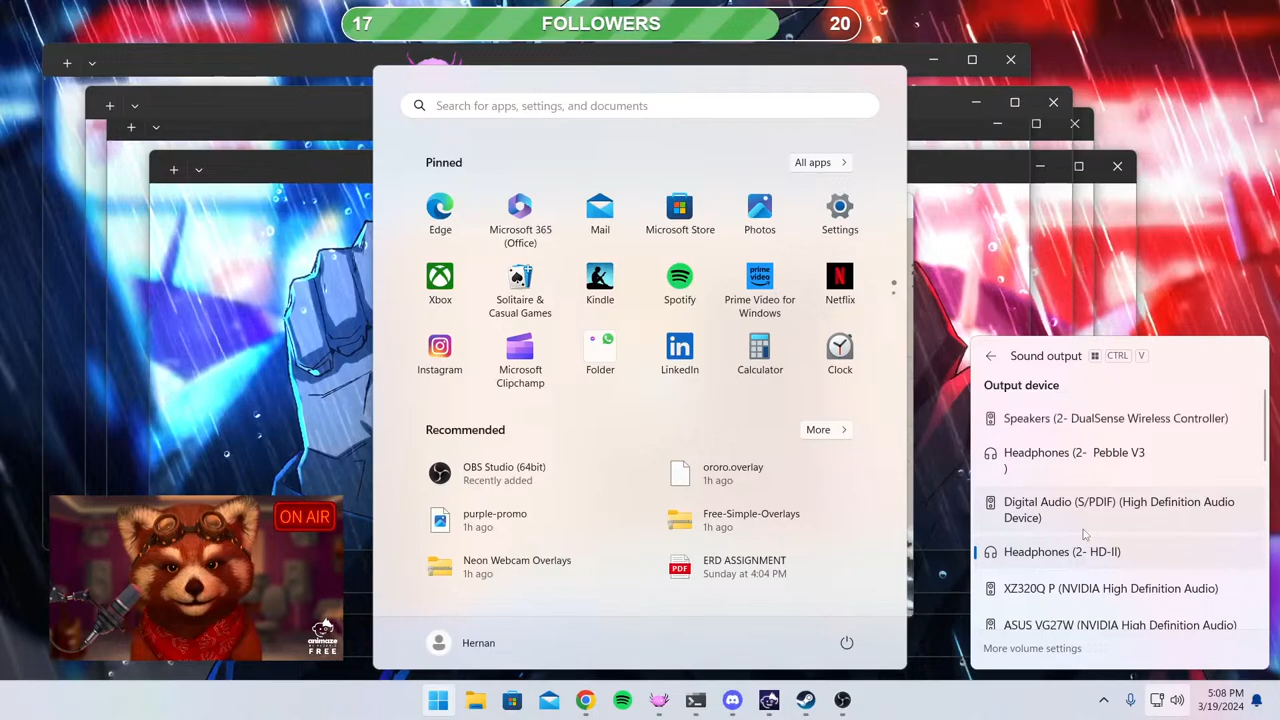 17
FOLLOWERS
20
Search for apps, settings, and documents
Pinned
All apps
Edge
Microsoft 365
(Office)
Mail
Microsoft Store
Photos
Settings
prime
video
Xbox
Solitaire &
Casual Games
Kindle
Spotify
Prime Video for
Windows
Netflix
Instagram
Microsoft
Clipchamp
Folder
LinkedIn
Calculator
Clock
Recommended
More
OBS Studio (64bit)
Recently added
ororo.overlay
1h ago
purple-promo
1h ago
Free-Simple-Overlays
1h ago
Neon Webcam Overlays
1h ago
PDF
ERD ASSIGNMENT
Sunday at 4:04 PM
Hernan
ON AIR
animaze
FREE
Sound output
CTRL
V
Output device
Speakers (2- DualSense Wireless Controller)
Headphones (2-  Pebble V3
)
Digital Audio (S/PDIF) (High Definition Audio
Device)
Headphones (2- HD-II)
XZ320Q P (NVIDIA High Definition Audio)
ASUS VG27W (NVIDIA High Definition Audio)
More volume settings
5:08 PM
3/19/2024